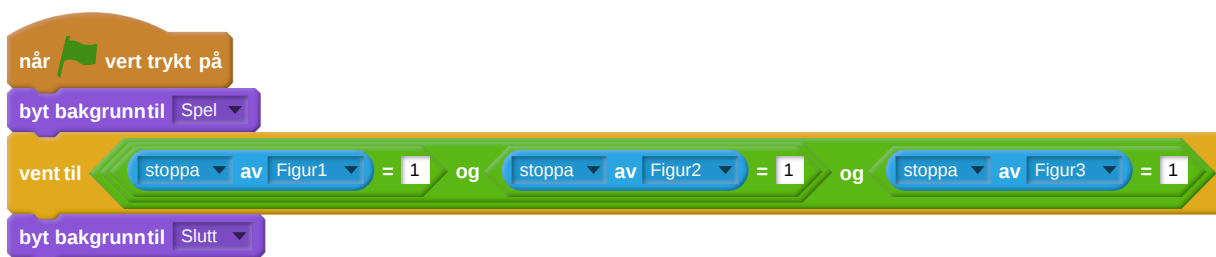 når vert trykt på
byt bakgrunn til Spel
vent til stoppa av Figur1 = 1 og stoppa av Figur2 = 1 og stoppa av Figur3 = 1
byt bakgrunn til Slutt